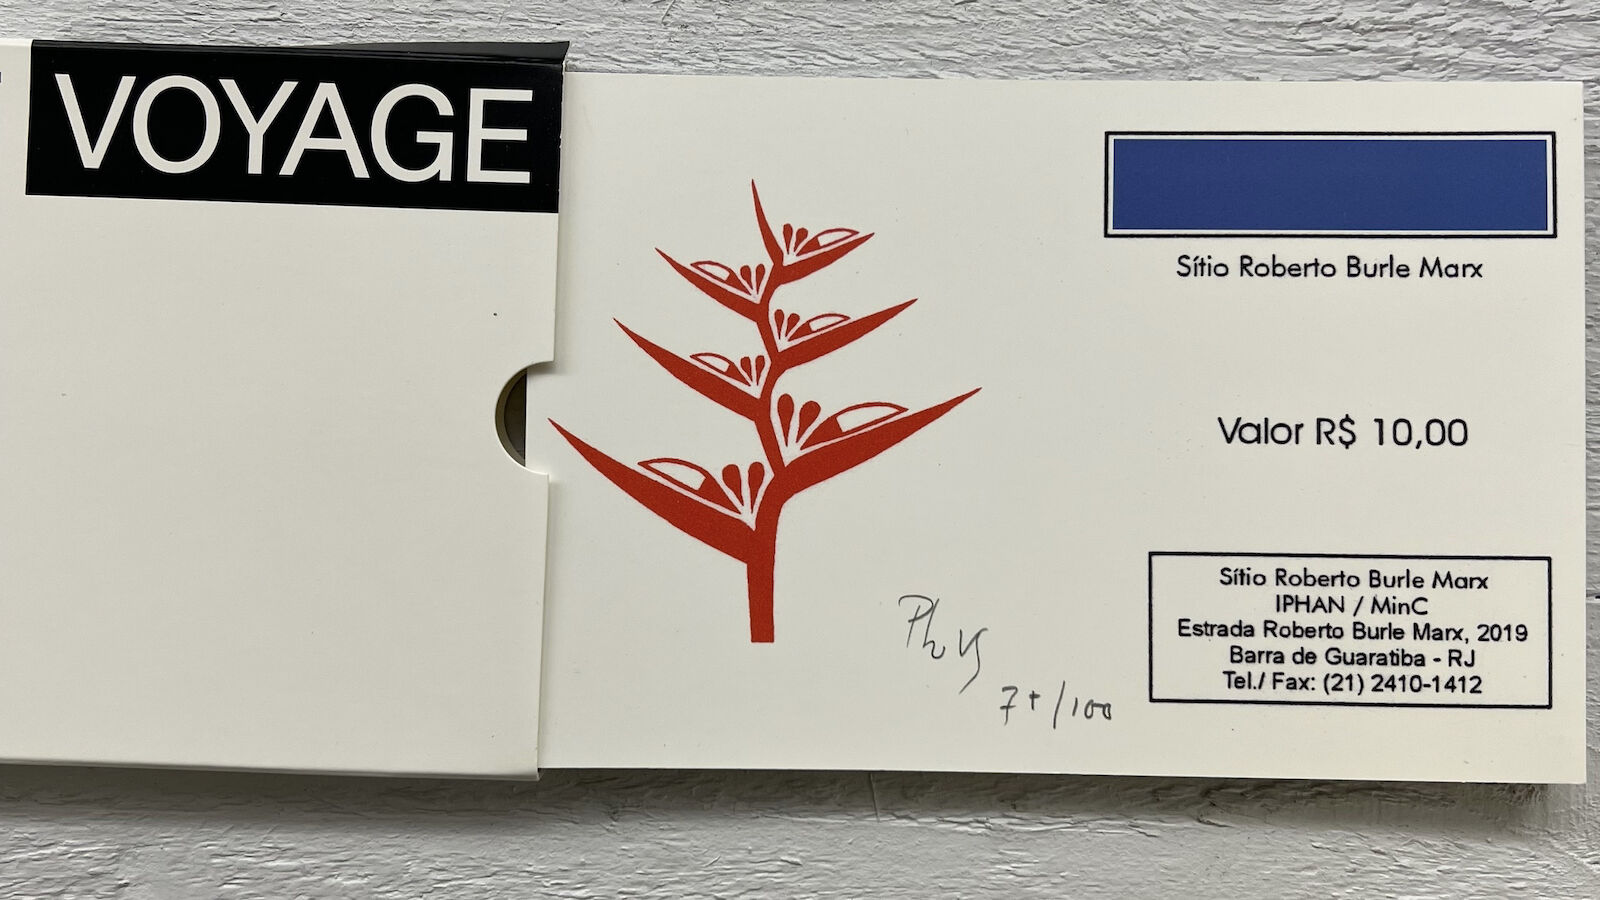 VOYAGE
Sítio Roberto Burle Marx
Valor R$ 10,00
Sítio Roberto Burle Marx
IPHAN / MinC
Estrada Roberto Burle Marx, 2019
Barra de Guaratiba - RJ
Tel./ Fax: (21) 2410-1412
/100